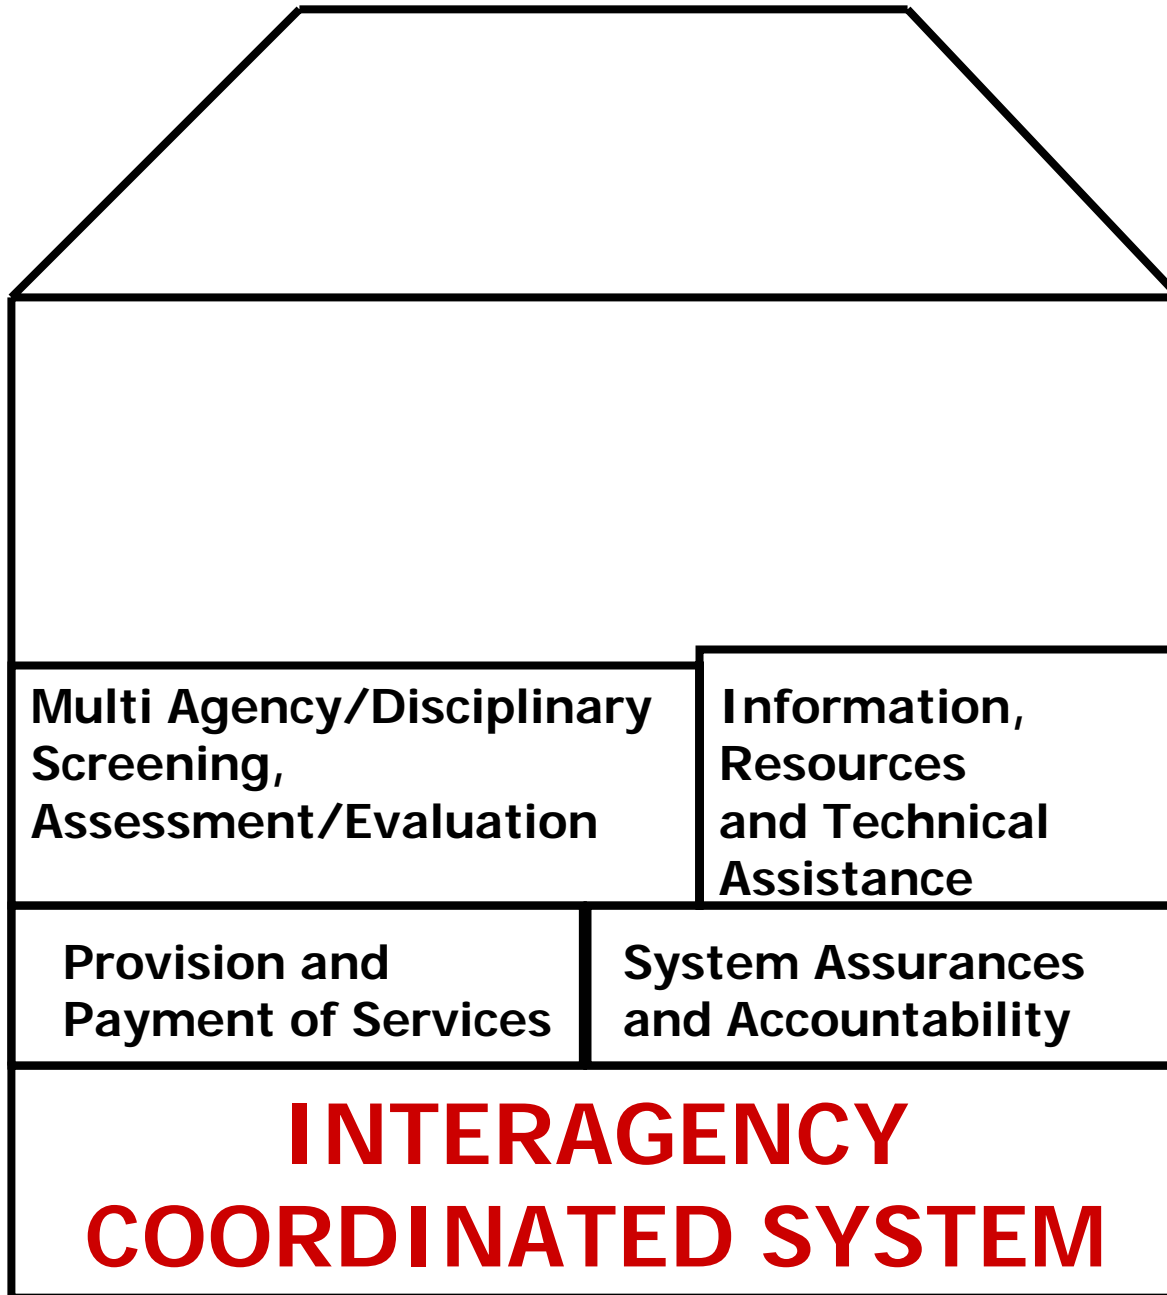 Multi Agency/Disciplinary
Screening,
Assessment/Evaluation
Information,
Resources
and Technical
Assistance
Provision and
Payment of Services
System Assurances
and Accountability
INTERAGENCY
COORDINATED SYSTEM